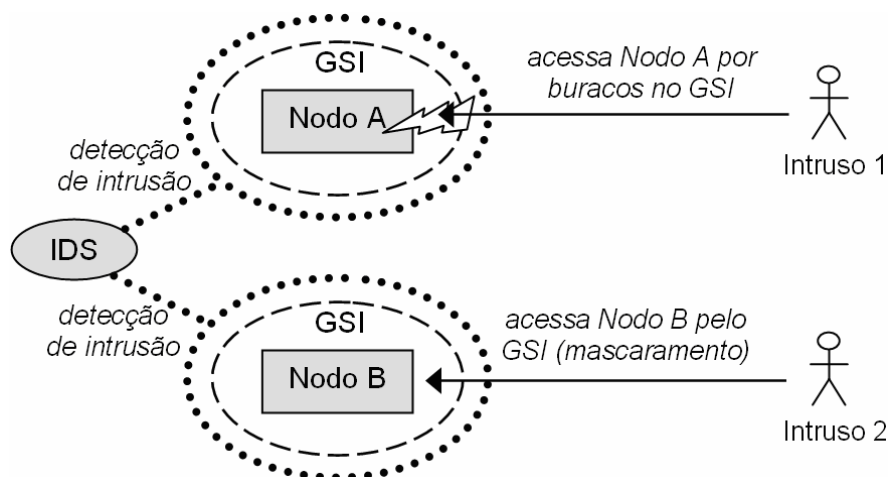 GSI
Nodo A
acessa Nodo A por
buracos no GSI
Intruso 1
detecção
de intrusão
IDS
detecção
de intrusão
GSI
Nodo B
acessa Nodo B pelo
GSI (mascaramento)
Intruso 2